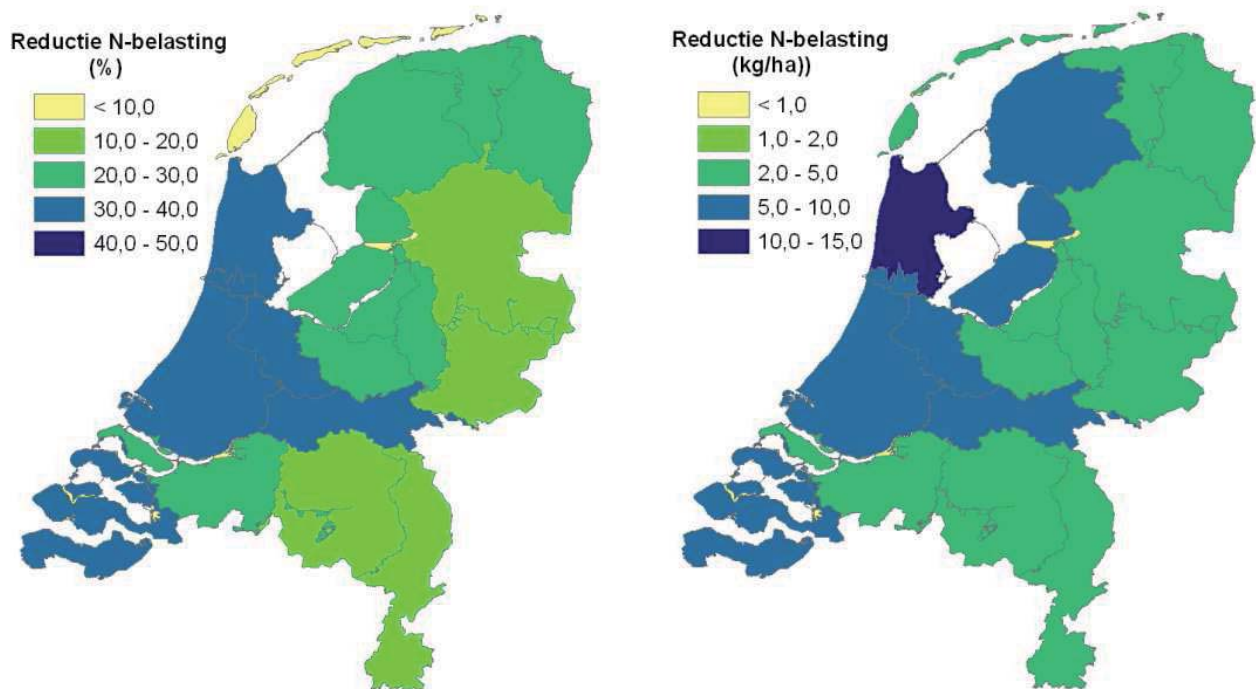 Reductie N-belasting
(%)
< 10,0
10,0 - 20,0
20,0 - 30,0
30,0 - 40,0
40,0 - 50,0
Reductie N-belasting
(kg/ha))
< 1,0
1,0 - 2,0
2,0 - 5,0
5,0 - 10,0
10,0 - 15,0